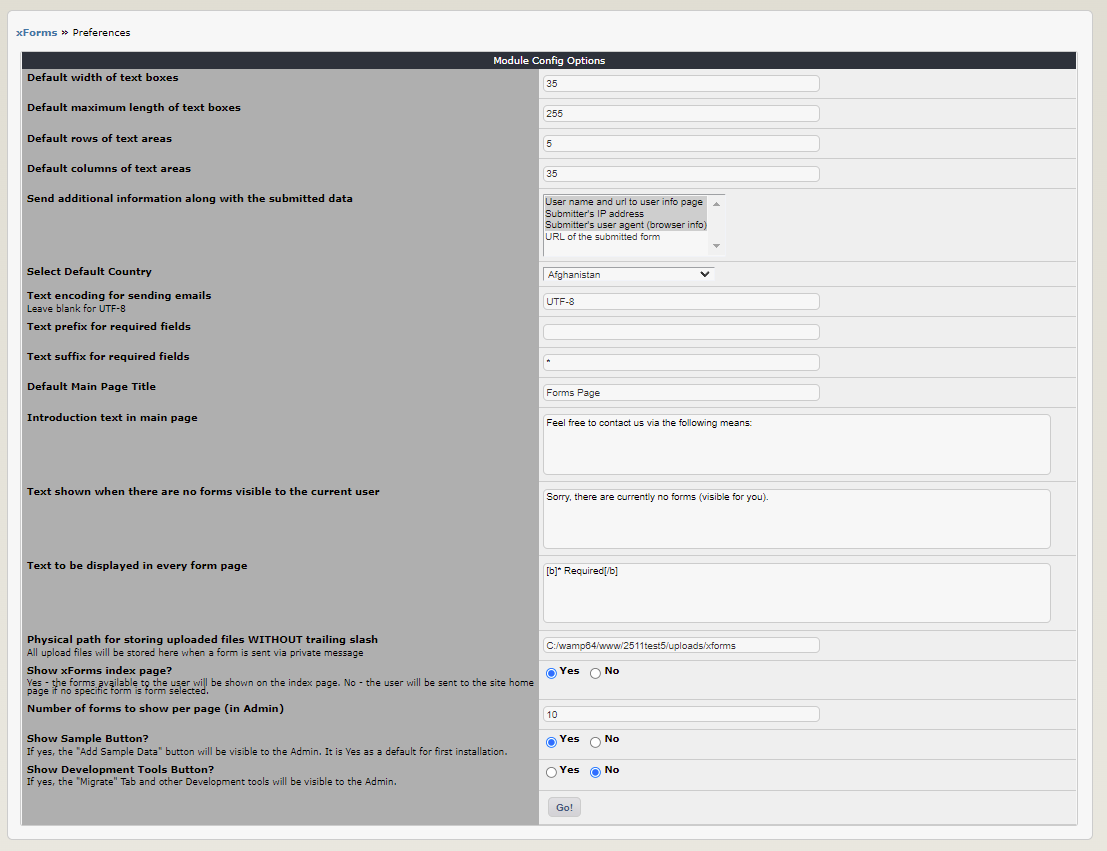 xForms » Preferences
Module Config Options
Default width of text boxes
35
Default maximum length of text boxes
255
Default rows of text areas
5
Default columns of text areas
35
Send additional information along with the submitted data
User name and url to user info page
Submitter's IP address
Submitter's user agent (browser info)
URL of the submitted form
Select Default Country
Afghanistan
Text encoding for sending emails
Leave blank for UTF-8
UTF-8
Text prefix for required fields
Text suffix for required fields
*
Default Main Page Title
Forms Page
Introduction text in main page
Feel free to contact us via the following means:
Text shown when there are no forms visible to the current user
Sorry, there are currently no forms (visible for you).
Text to be displayed in every form page
[b]* Required[/b]
Physical path for storing uploaded files WITHOUT trailing slash
All upload files will be stored here when a form is sent via private message
C:/wamp64/www/2511test5/uploads/xforms
Show xForms index page?
Yes - the forms available to the user will be shown on the index page. No - the user will be sent to the site home
page if no specific form is form selected.
Yes No
Number of forms to show per page (in Admin)
10
Show Sample Button?
If yes, the "Add Sample Data" button will be visible to the Admin. It is Yes as a default for first installation.
Yes No
Show Development Tools Button?
If yes, the "Migrate" Tab and other Development tools will be visible to the Admin.
Yes No
Go!